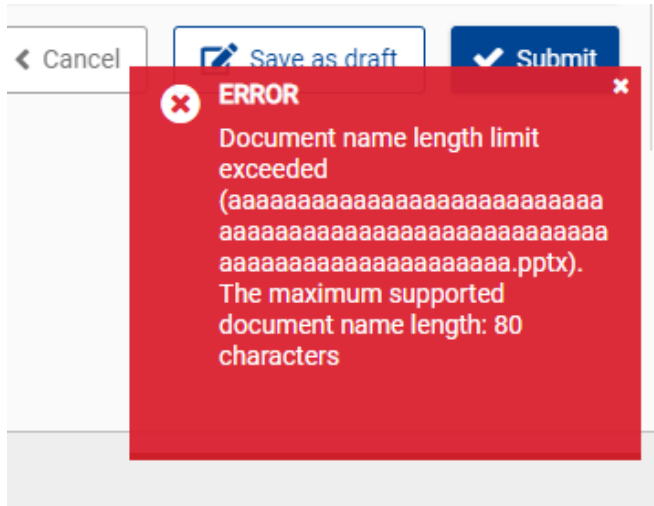 Cancel
Save as draft
Submit
ERROR
Document name length limit
exceeded
(aaaaaaaaaaaaaaaaaaaaaaaaaaa
aaaaaaaaaaaaaaaaaaaaaaaaaaaa
aaaaaaaaaaaaaaaaaaaaa.pptx).
The maximum supported
document name length: 80
characters